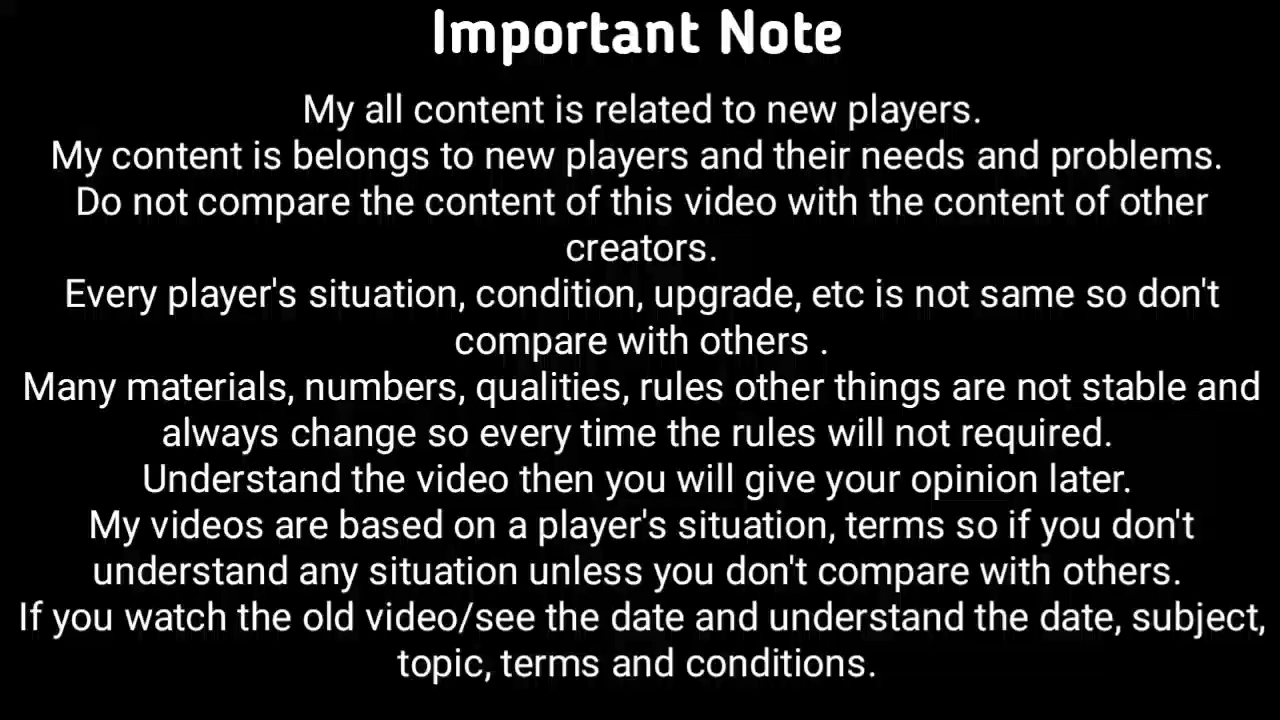 Important Note
My all content is related to new players.
My content is belongs to new players and their needs and problems.
Do not compare the content of this video with the content of other
creators.
Every player's situation, condition, upgrade, etc is not same so don't
compare with others .
Many materials, numbers, qualities, rules other things are not stable and
always change so every time the rules will not required.
Understand the video then you will give your opinion later.
My videos are based on a player's situation, terms so if you don't
understand any situation unless you don't compare with others.
If you watch the old video/see the date and understand the date, subject,
topic, terms and conditions.